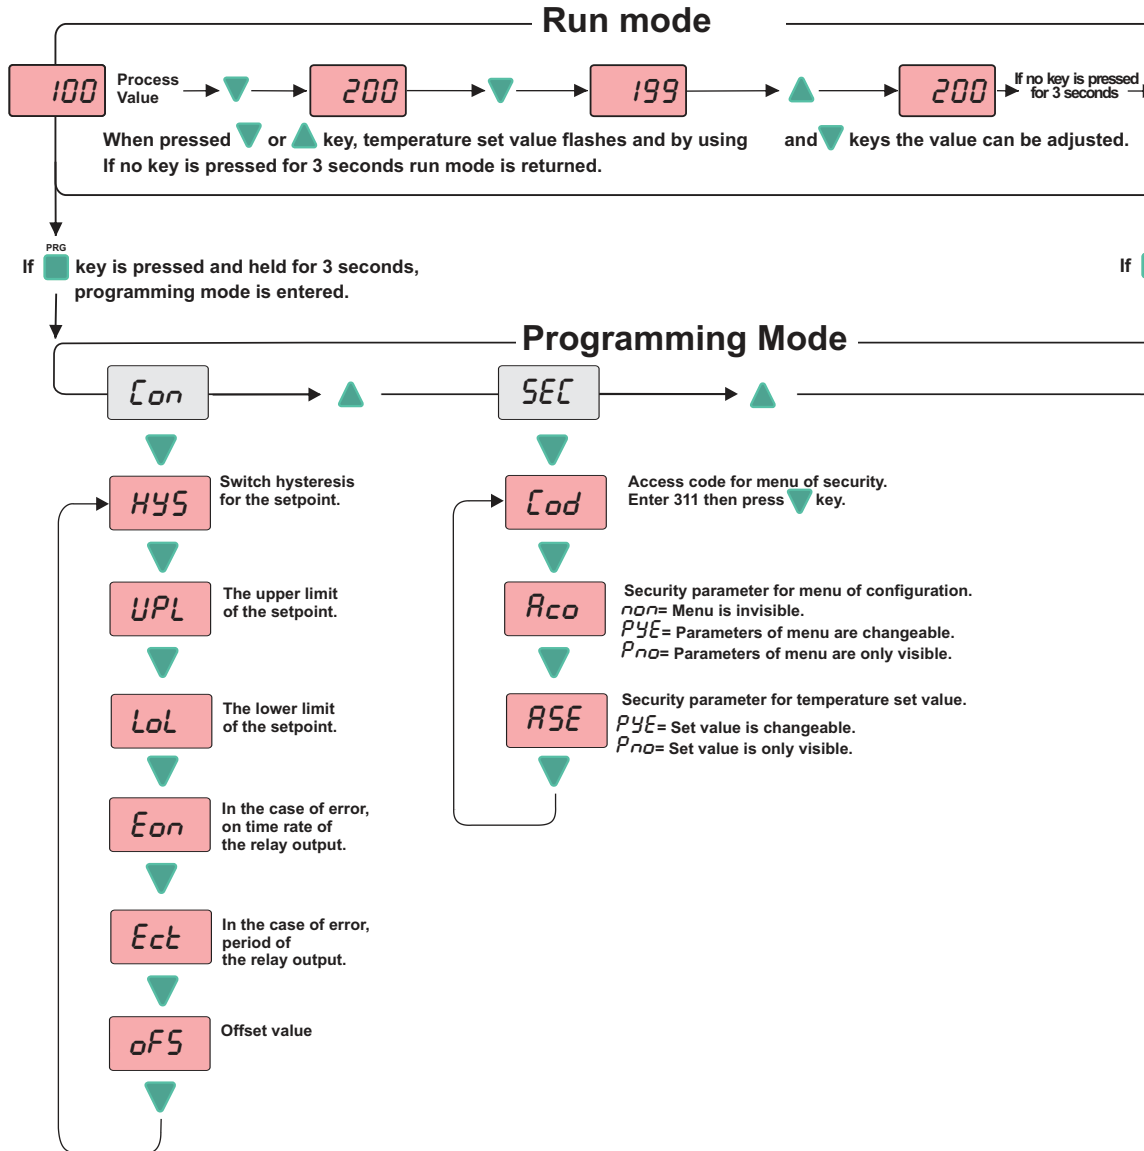 Run mode
100
Process
Value
200
199
200
If no key is pressed
for 3 seconds
When pressed or key, temperature set value flashes and by using and keys the value can be adjusted.
If no key is pressed for 3 seconds run mode is returned.
PRG
If key is pressed and held for 3 seconds,
programming mode is entered.
If
Programming Mode
Con
SEC
HYS
Switch hysteresis
for the setpoint.
UPL
The upper limit
of the setpoint.
LoL
The lower limit
of the setpoint.
Eon
In the case of error,
on time rate of
the relay output.
Ect
In the case of error,
period of
the relay output.
oFS
Offset value
Cod
Access code for menu of security.
Enter 311 then press key.
Aco
Security parameter for menu of configuration.
non= Menu is invisible.
PYE= Parameters of menu are changeable.
Pno= Parameters of menu are only visible.
ASE
Security parameter for temperature set value.
PYE= Set value is changeable.
Pno= Set value is only visible.